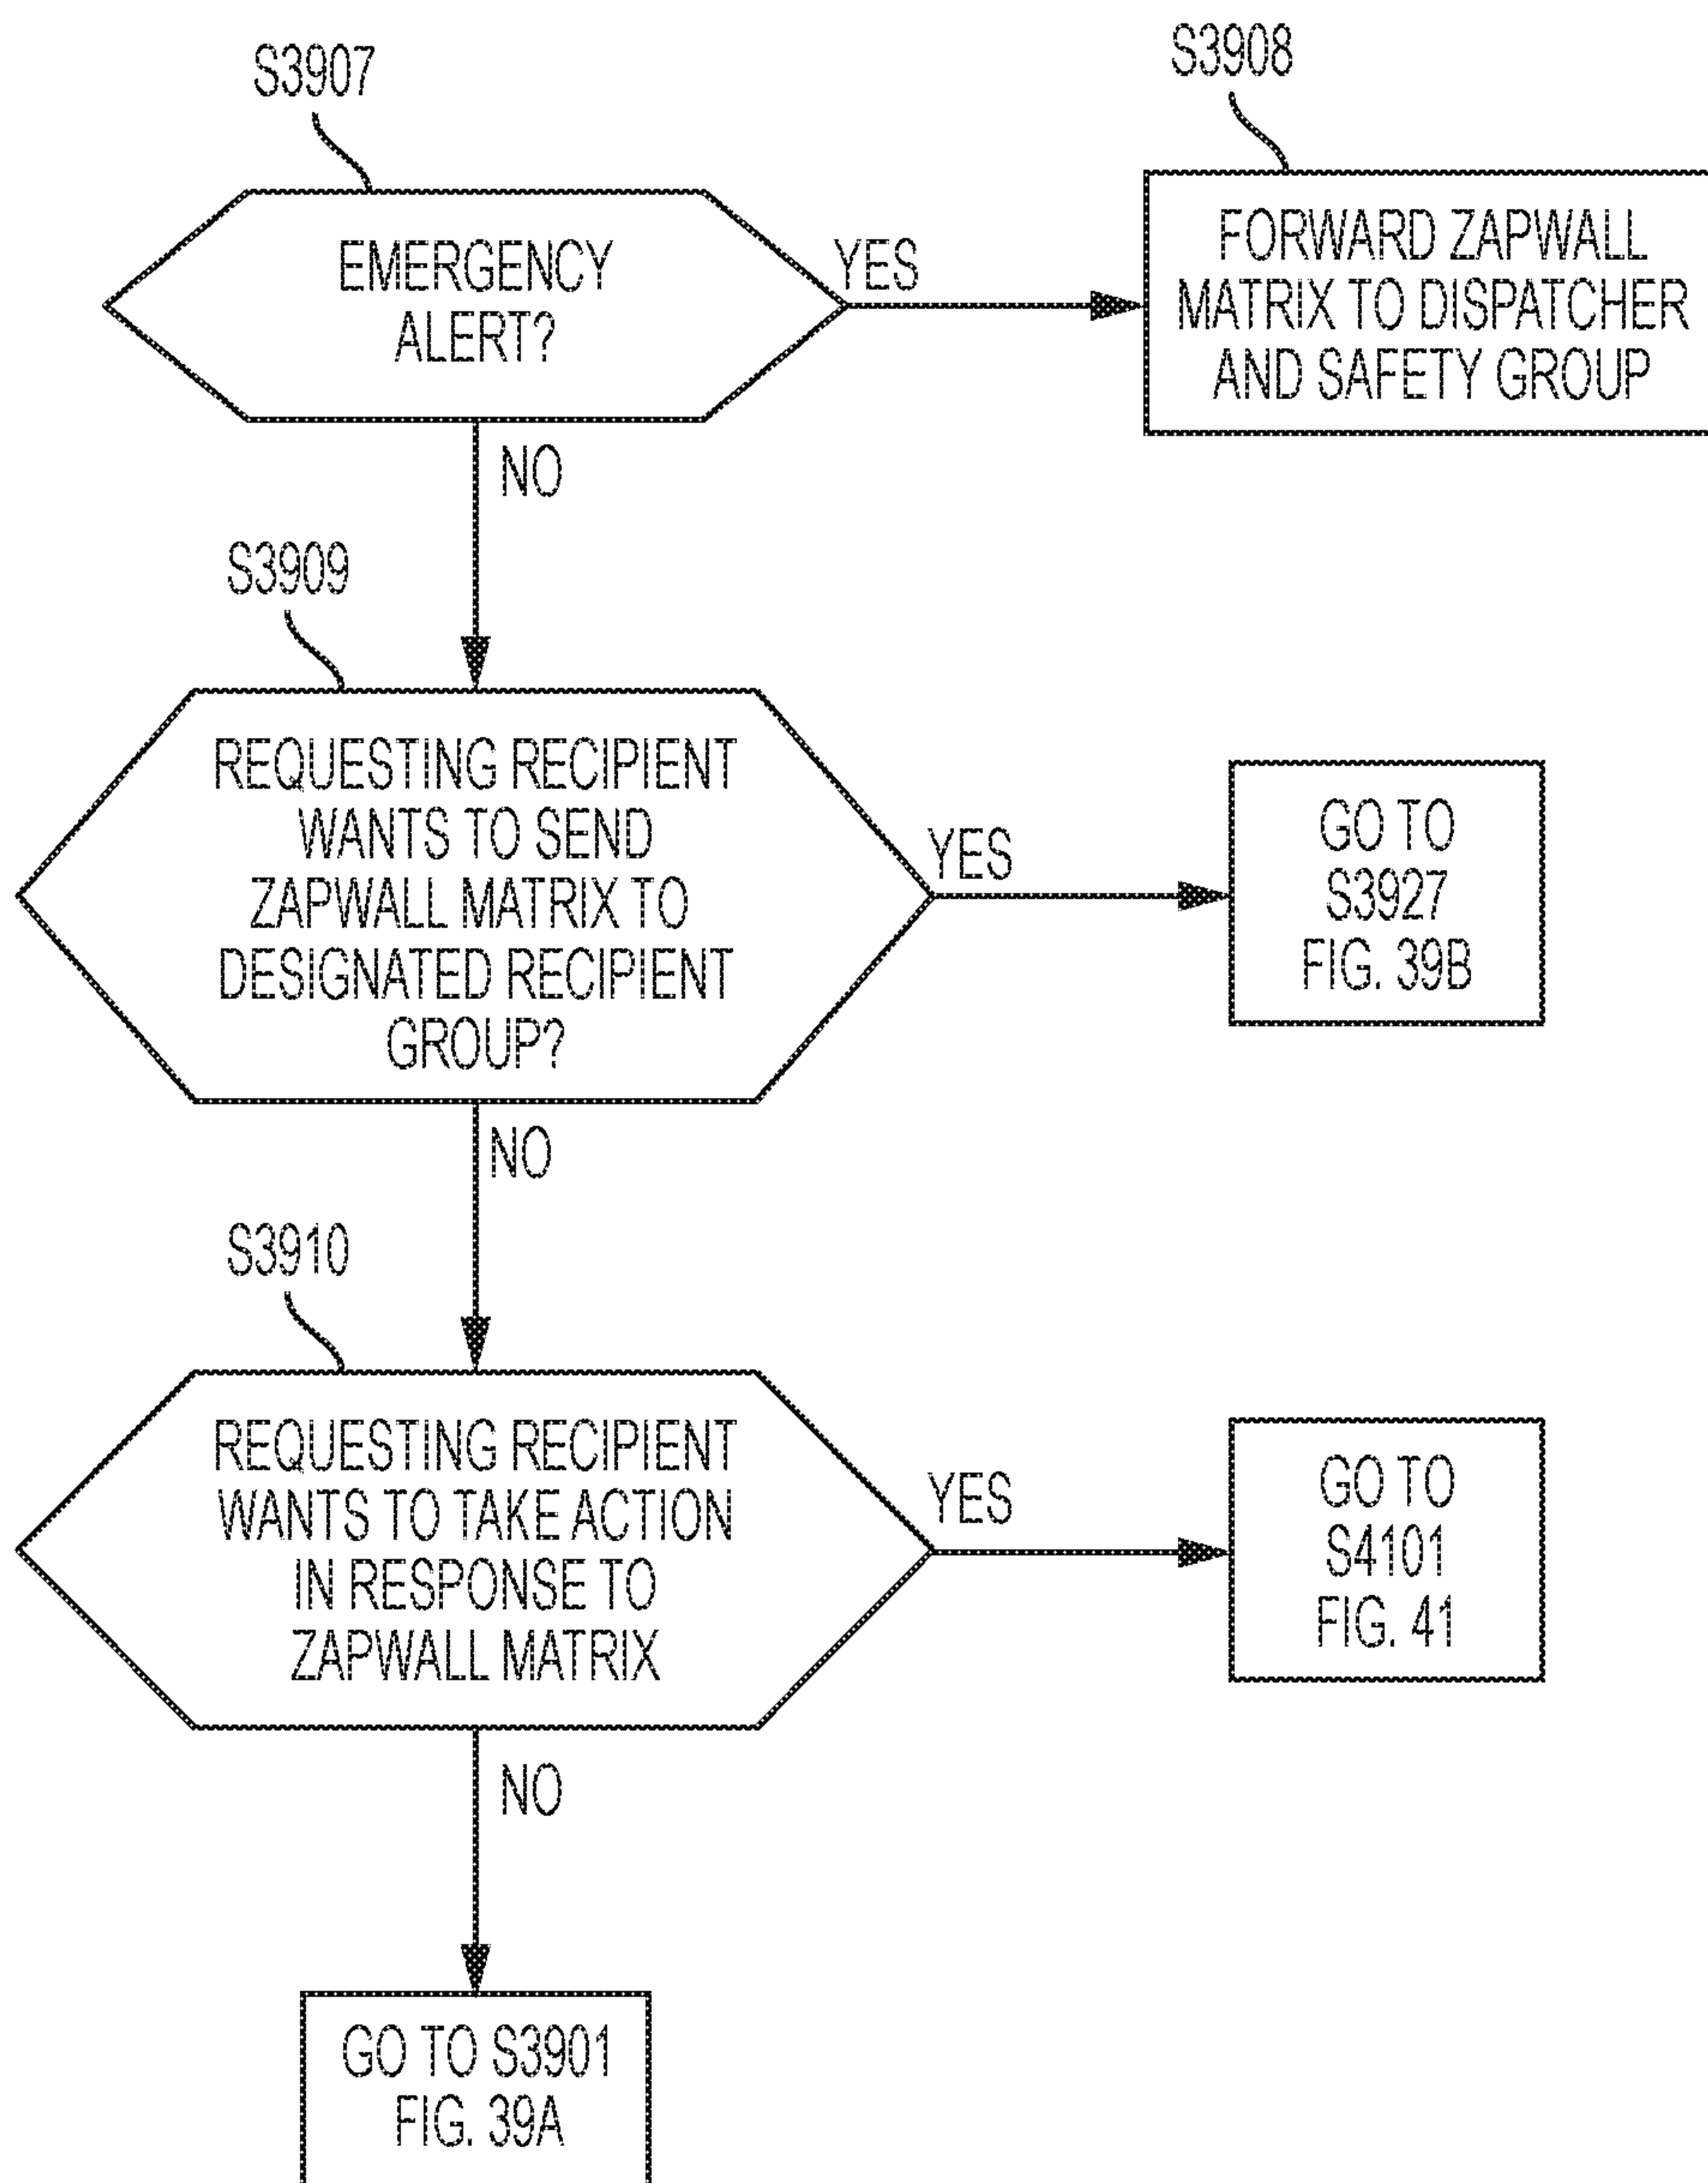 S3907
S3908
EMERGENCY
ALERT?
YES
FORWARD ZAPWALL
MATRIX TO DISPATCHER
AND SAFETY GROUP
NO
S3909
REQUESTING RECIPIENT
WANTS TO SEND
ZAPWALL MATRIX TO
DESIGNATED RECIPIENT
GROUP?
YES
GO TO
S3927
FIG. 39B
NO
S3910
REQUESTING RECIPIENT
WANTS TO TAKE ACTION
IN RESPONSE TO
ZAPWALL MATRIX
YES
GO TO
S4101
FIG. 41
NO
GO TO S3901
FIG. 39A